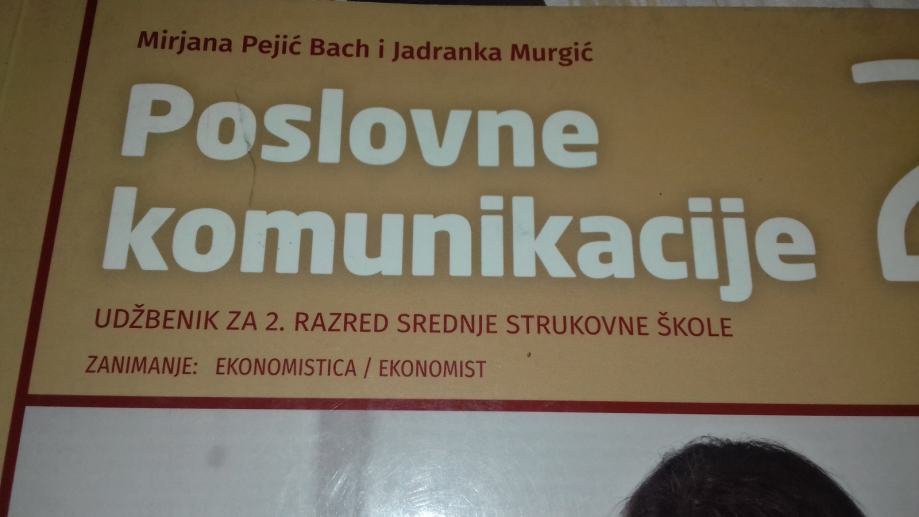 Mirjana Pejić Bach i Jadranka Murgić
Poslovne
komunikacije
UDŽBENIK ZA 2. RAZRED SREDNJE STRUKOVNE ŠKOLE
ZANIMANJE: EKONOMISTICA / EKONOMIST